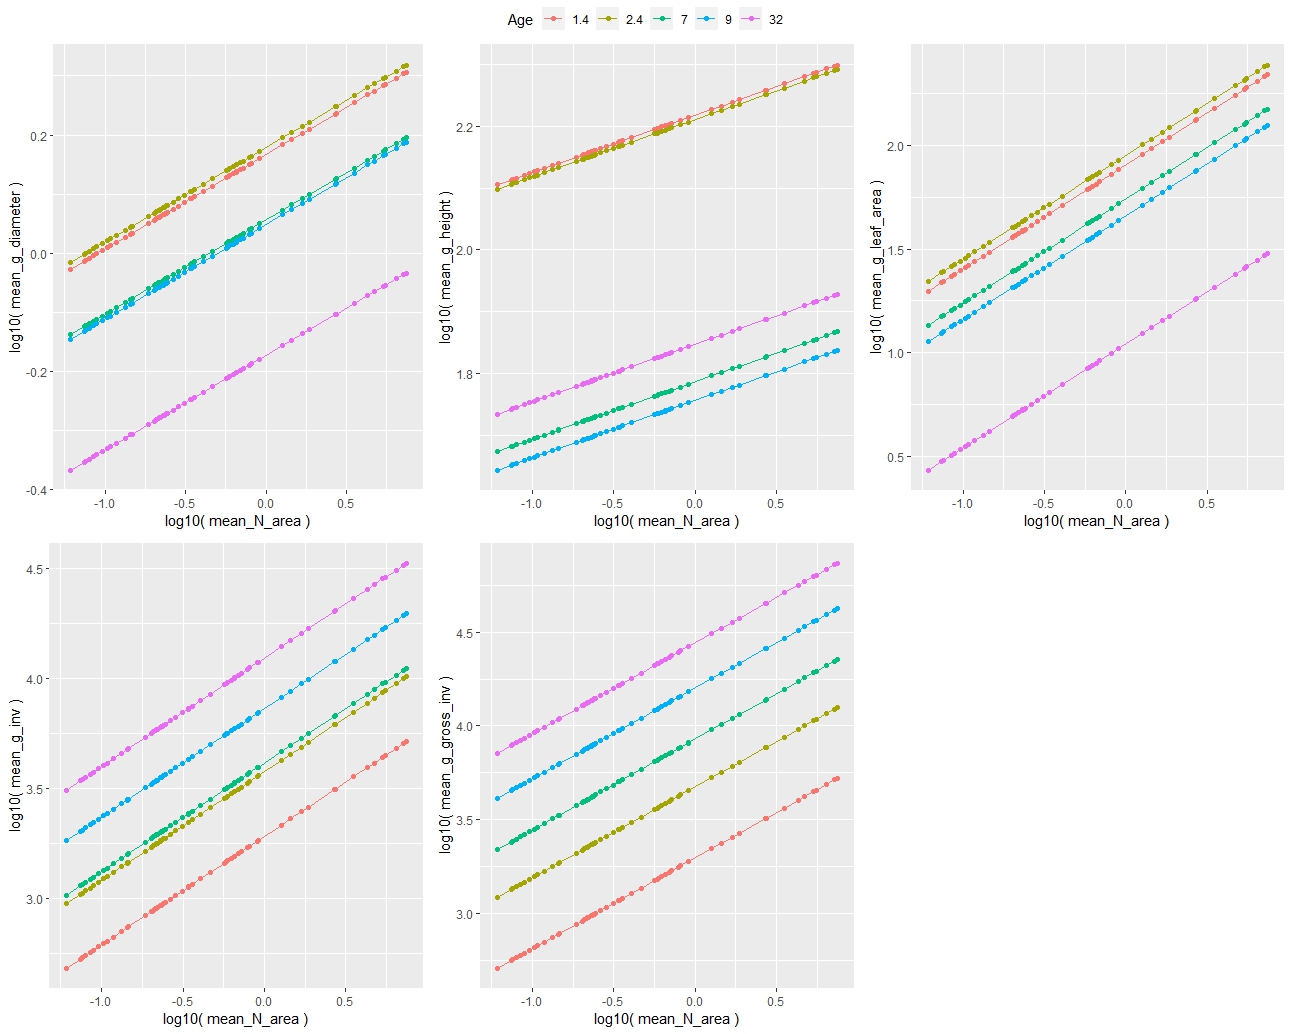 Age 1.4 2.4 7 9 32
log10( mean_g_diameter )
0.2
0.0
-0.2
-0.4
-1.0 -0.5 0.0 0.5
log10( mean_N_area )
log10( mean_g_height )
2.2
2.0
1.8
-1.0 -0.5 0.0 0.5
log10( mean_N_area )
log10( mean_g_leaf_area )
2.0
1.5
1.0
0.5
-1.0 -0.5 0.0 0.5
log10( mean_N_area )
log10( mean_g_inv )
4.5
4.0
3.5
3.0
-1.0 -0.5 0.0 0.5
log10( mean_N_area )
log10( mean_g_gross_inv )
4.5
4.0
3.5
3.0
-1.0 -0.5 0.0 0.5
log10( mean_N_area )